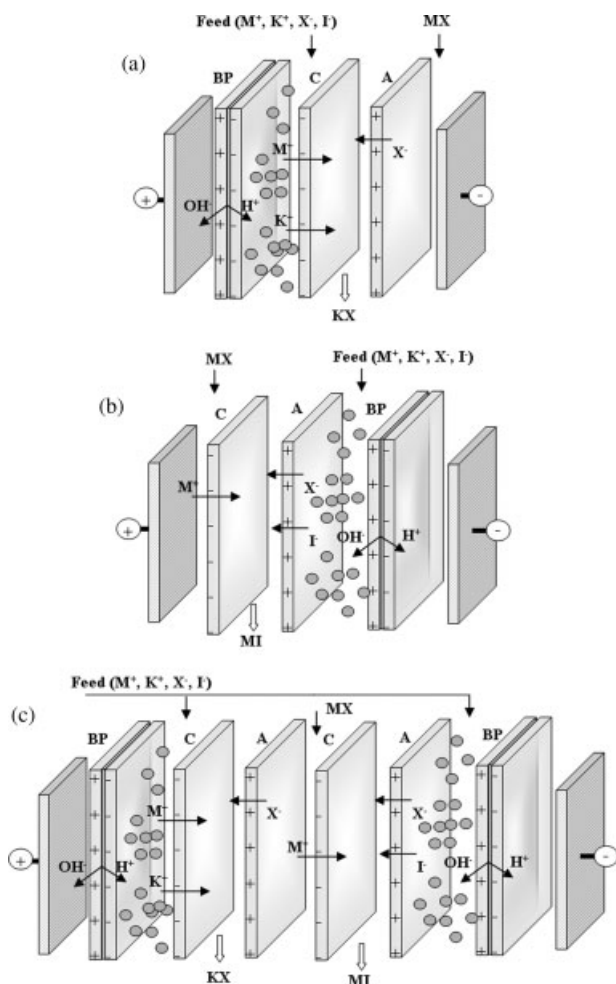 Feed (M⁺, K⁺, X⁻, I⁻)
MX
(a)
BP
C
A
M⁺
X⁻
+
-
OH⁻
H⁺
K⁺
KX
MX
Feed (M⁺, K⁺, X⁻, I⁻)
(b)
C
A
BP
X⁻
M⁺
+
I⁻
OH⁻
H⁺
-
MI
Feed (M⁺, K⁺, X⁻, I⁻)
(c)
MX
BP
C
A
C
A
BP
M⁺
X⁻
X⁻
M⁺
+
OH⁻
H⁺
K⁺
I⁻
OH⁻
H⁺
-
KX
MI